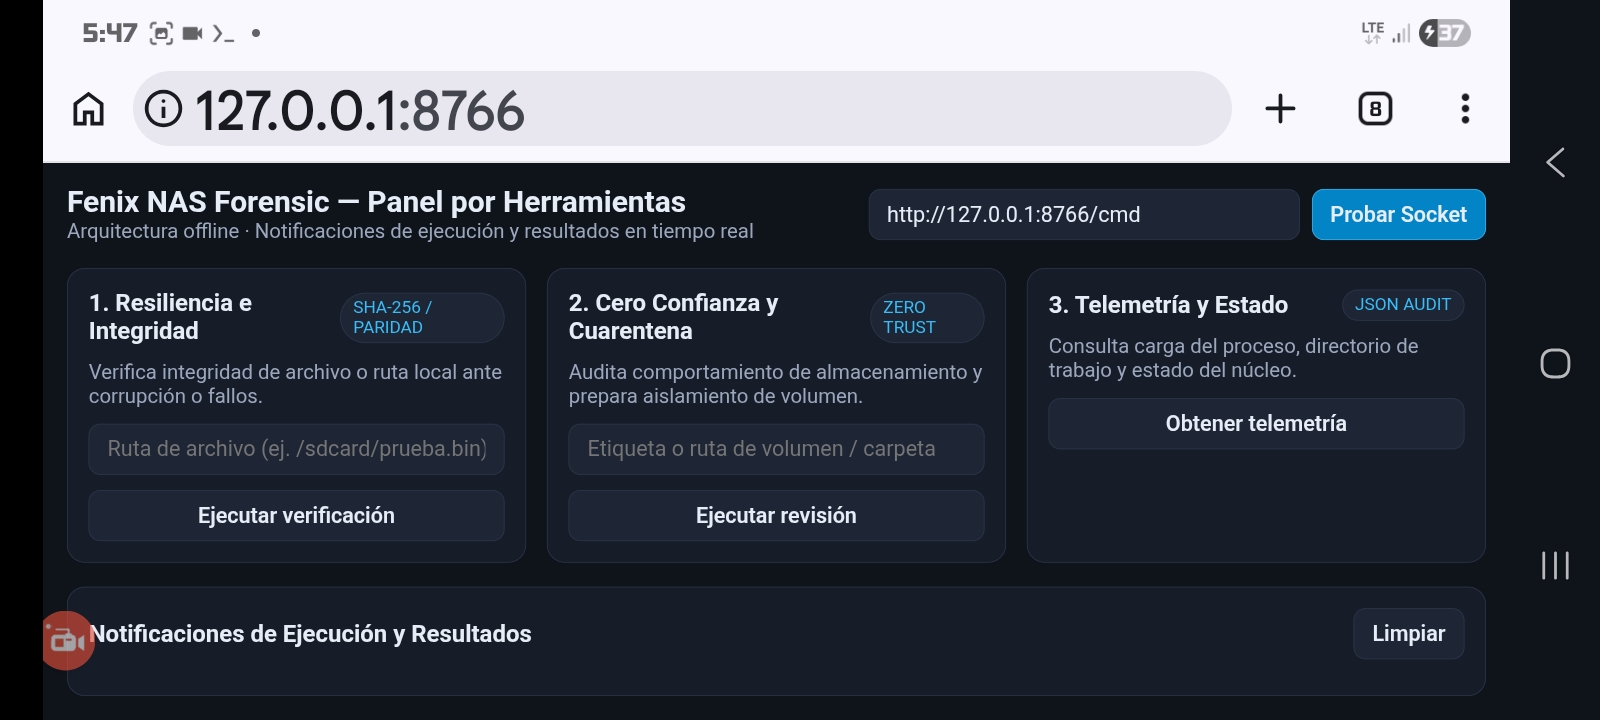 5:47
LTE
37
127.0.0.1:8766
8
Fenix NAS Forensic — Panel por Herramientas
Arquitectura offline · Notificaciones de ejecución y resultados en tiempo real
http://127.0.0.1:8766/cmd
Probar Socket
1. Resiliencia e
Integridad
SHA-256 /
PARIDAD
Verifica integridad de archivo o ruta local ante
corrupción o fallos.
Ruta de archivo (ej. /sdcard/prueba.bin)
Ejecutar verificación
2. Cero Confianza y
Cuarentena
ZERO
TRUST
Audita comportamiento de almacenamiento y
prepara aislamiento de volumen.
Etiqueta o ruta de volumen / carpeta
Ejecutar revisión
3. Telemetría y Estado
JSON AUDIT
Consulta carga del proceso, directorio de
trabajo y estado del núcleo.
Obtener telemetría
Notificaciones de Ejecución y Resultados
Limpiar